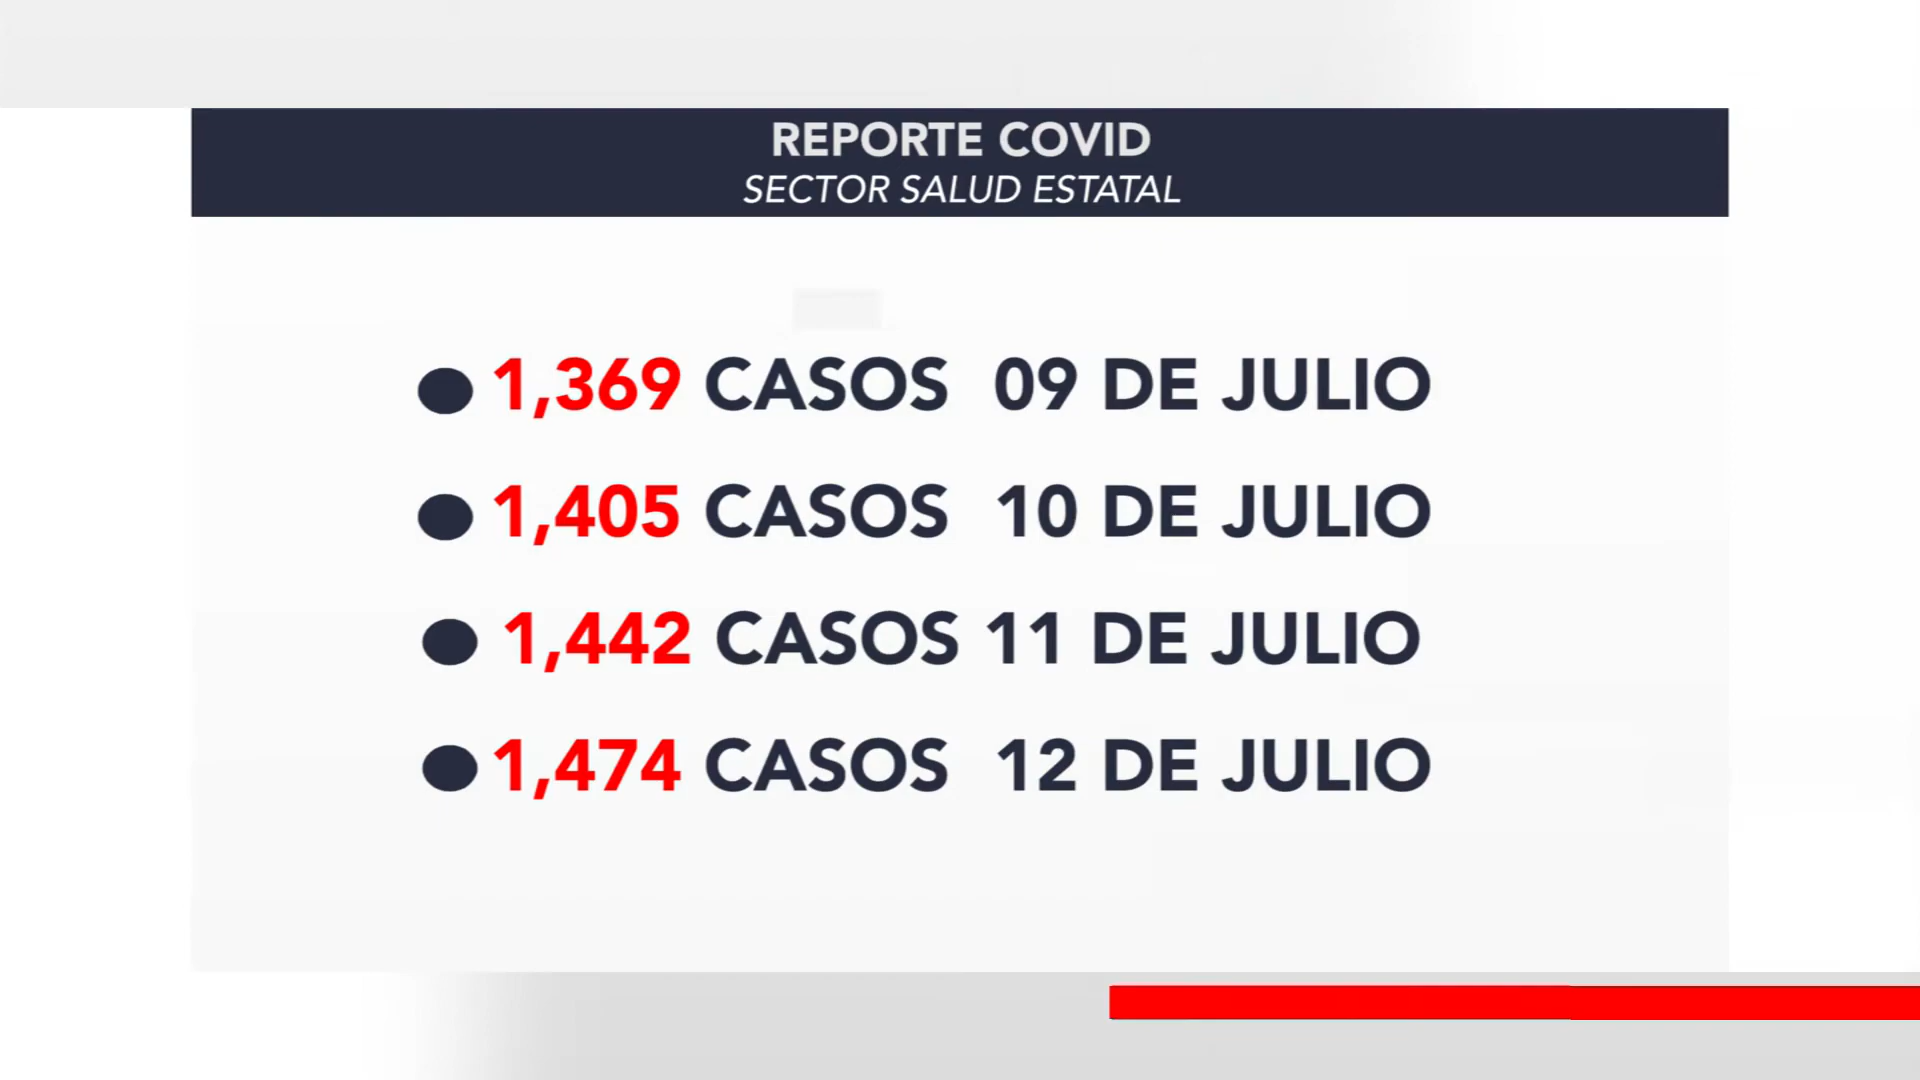 REPORTE COVID
SECTOR SALUD ESTATAL
1,369 CASOS 09 DE JULIO
1,405 CASOS 10 DE JULIO
1,442 CASOS 11 DE JULIO
1,474 CASOS 12 DE JULIO